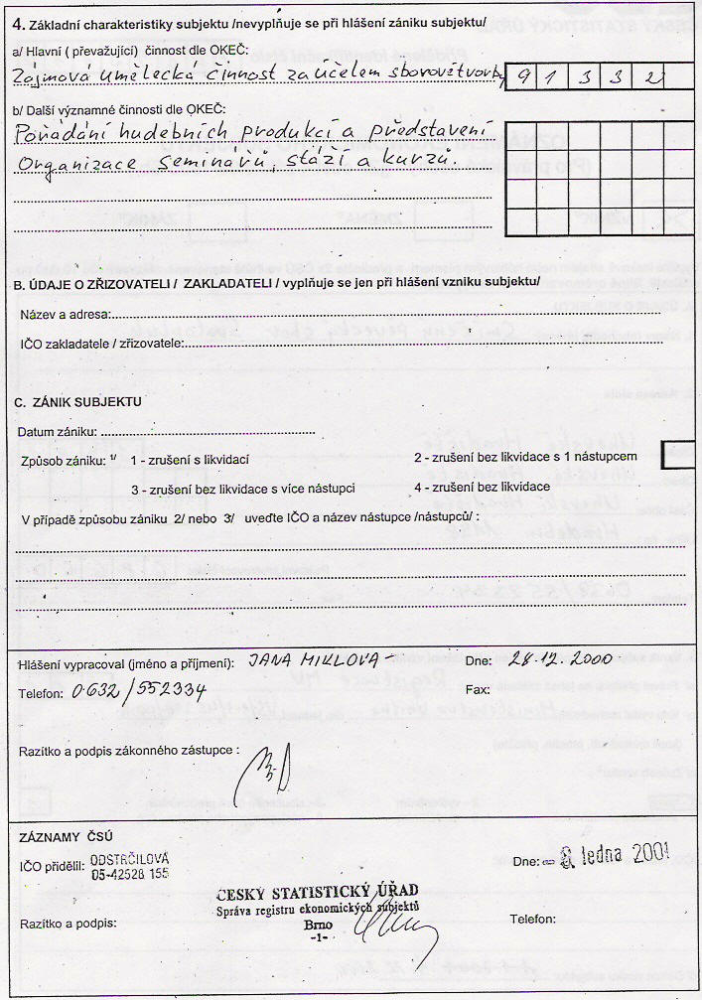 4. Základní charakteristiky subjektu /nevyplňuje se při hlášení zániku subjektu/
a/ Hlavní ( převažující) činnost dle OKEČ:
Zájmová umělecká činnost za účelem sborové tvorby 9 1 3 3 2
b/ Další významné činnosti dle OKEČ:
Pořádání hudebních produkcí a představení
Organizace seminářů, stáží a kurzů.
B. ÚDAJE O ZŘIZOVATELI / ZAKLADATELI / vyplňuje se jen při hlášení vzniku subjektu/
Název a adresa:
IČO zakladatele / zřizovatele:
C. ZÁNIK SUBJEKTU
Datum zániku:
Způsob zániku: 1/ 1 - zrušení s likvidací 2 - zrušení bez likvidace s 1 nástupcem
3 - zrušení bez likvidace s více nástupci 4 - zrušení bez likvidace
V případě způsobu zániku 2/ nebo 3/ uveďte IČO a název nástupce /nástupců/ :
Hlášení vypracoval (jméno a příjmení): JANA MIKLOVÁ Dne: 28.12.2000
Telefon: 0632/552334 Fax:
Razítko a podpis zákonného zástupce :
ZÁZNAMY ČSÚ
IČO přidělil: ODSTRČILOVÁ Dne: - 8. ledna 2001
05-42528 155
ČESKÝ STATISTICKÝ ÚŘAD
Správa registru ekonomických subjektů
Razítko a podpis: Brno Telefon:
-1-